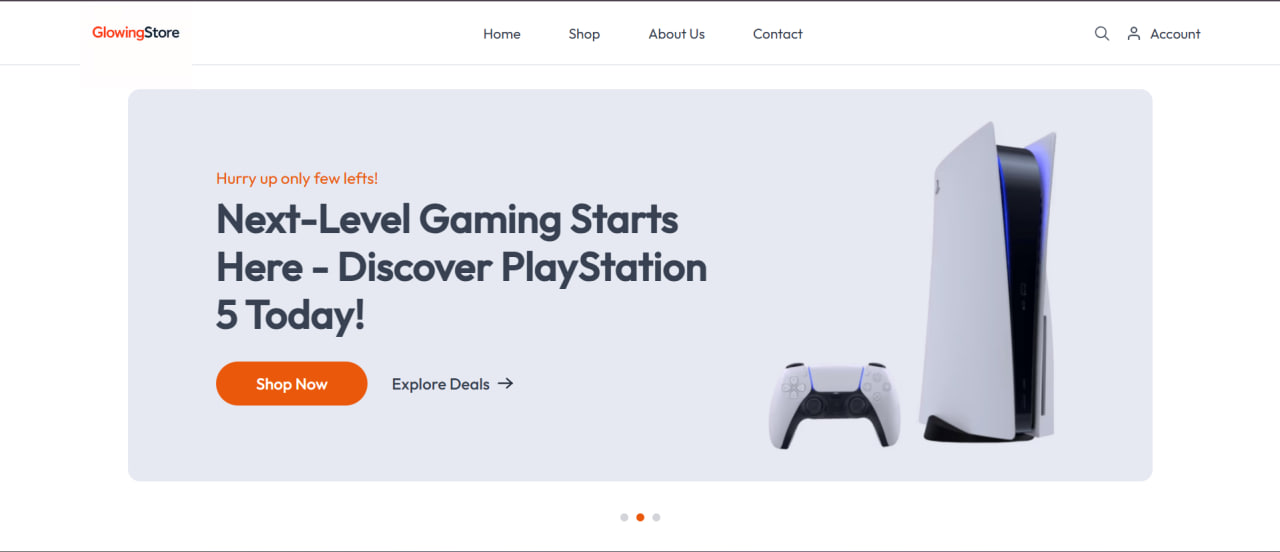 GlowingStore
Home
Shop
About Us
Contact
Account
Hurry up only few lefts!
Next-Level Gaming Starts
Here - Discover PlayStation
5 Today!
Shop Now
Explore Deals